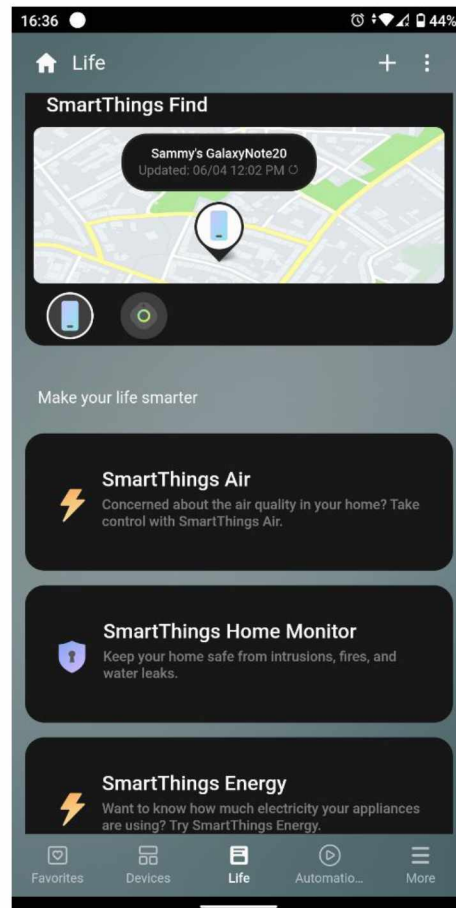 16:36
44%
Life
SmartThings Find
Sammy's GalaxyNote20
Updated: 06/04 12:02 PM
Make your life smarter
SmartThings Air
Concerned about the air quality in your home? Take
control with SmartThings Air.
SmartThings Home Monitor
Keep your home safe from intrusions, fires, and
water leaks.
SmartThings Energy
Want to know how much electricity your appliances
are using? Try SmartThings Energy.
Favorites
Devices
Life
Automatio...
More